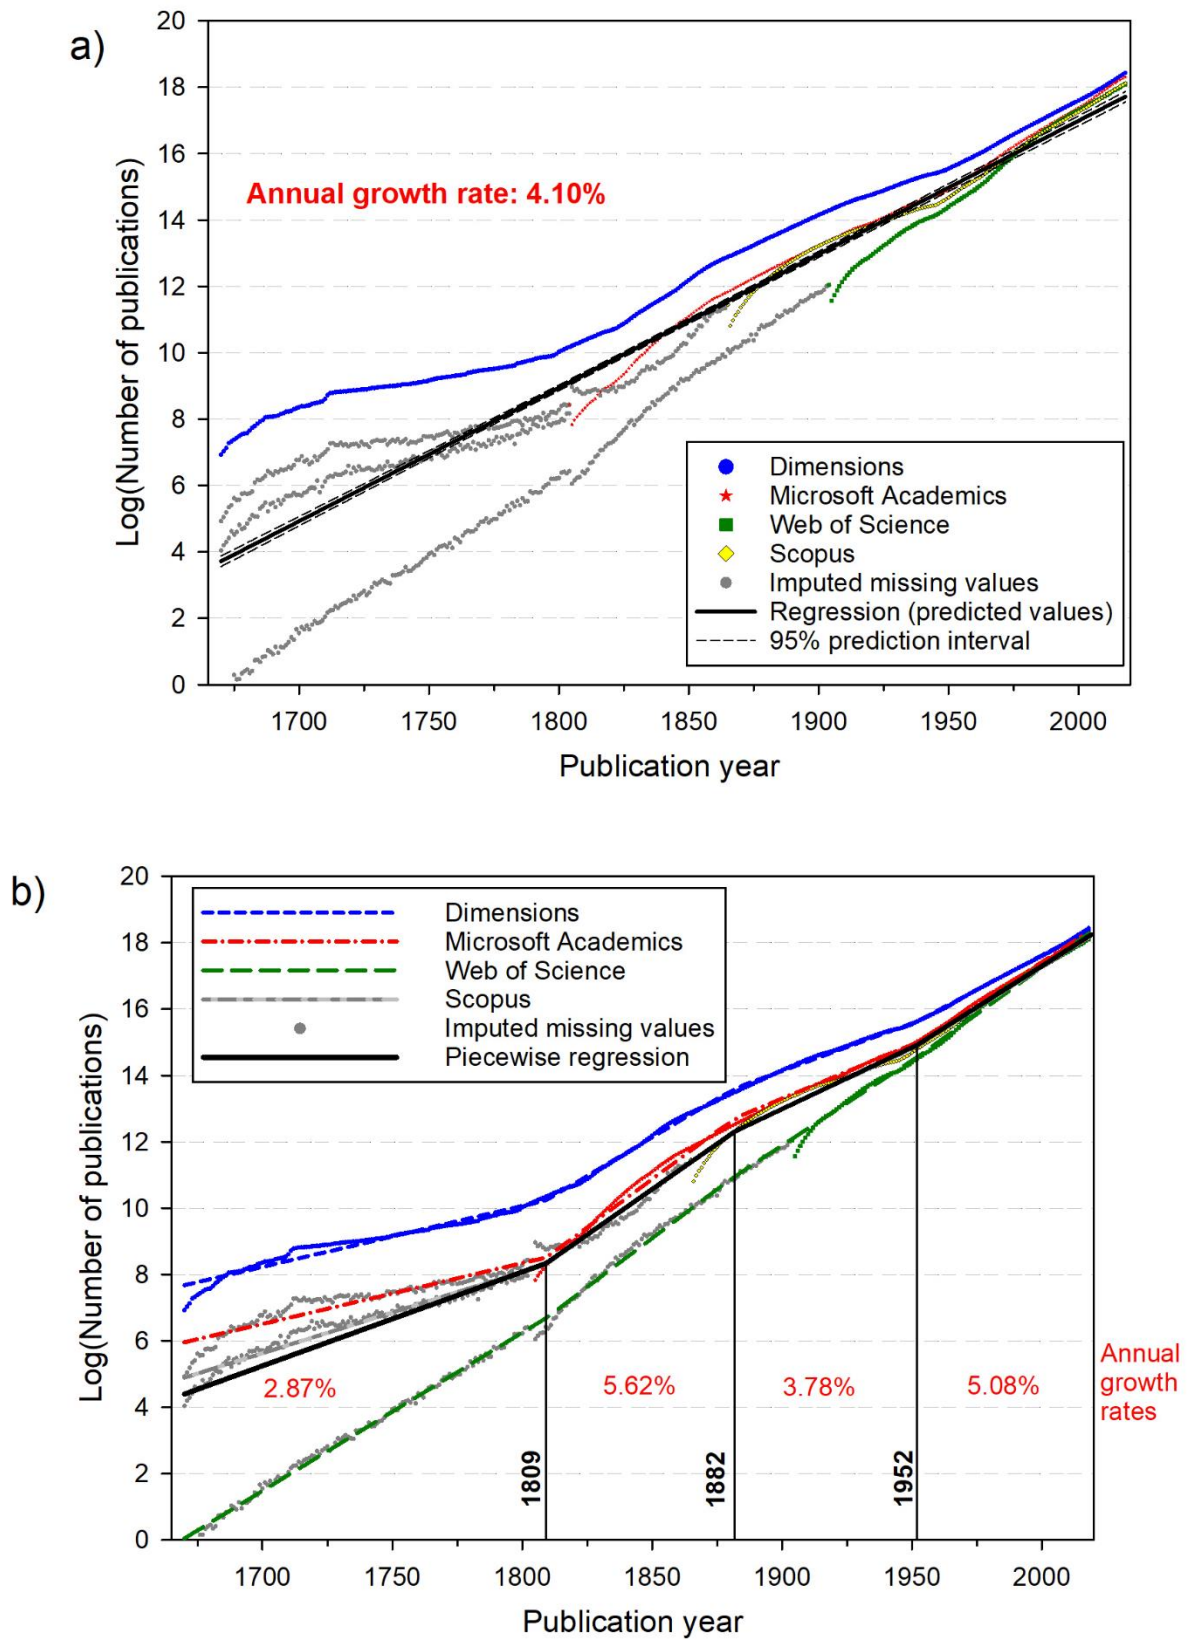 a)
20
18
16
14
12
10
8
6
4
2
0
Log(Number of publications)
Annual growth rate: 4.10%
Dimensions
Microsoft Academics
Web of Science
Scopus
Imputed missing values
Regression (predicted values)
95% prediction interval
1700 1750 1800 1850 1900 1950 2000
Publication year
b)
20
18
16
14
12
10
8
6
4
2
0
Log(Number of publications)
Dimensions
Microsoft Academics
Web of Science
Scopus
Imputed missing values
Piecewise regression
2.87% 5.62% 3.78% 5.08%
Annual
growth
rates
1809
1882
1952
1700 1750 1800 1850 1900 1950 2000
Publication year